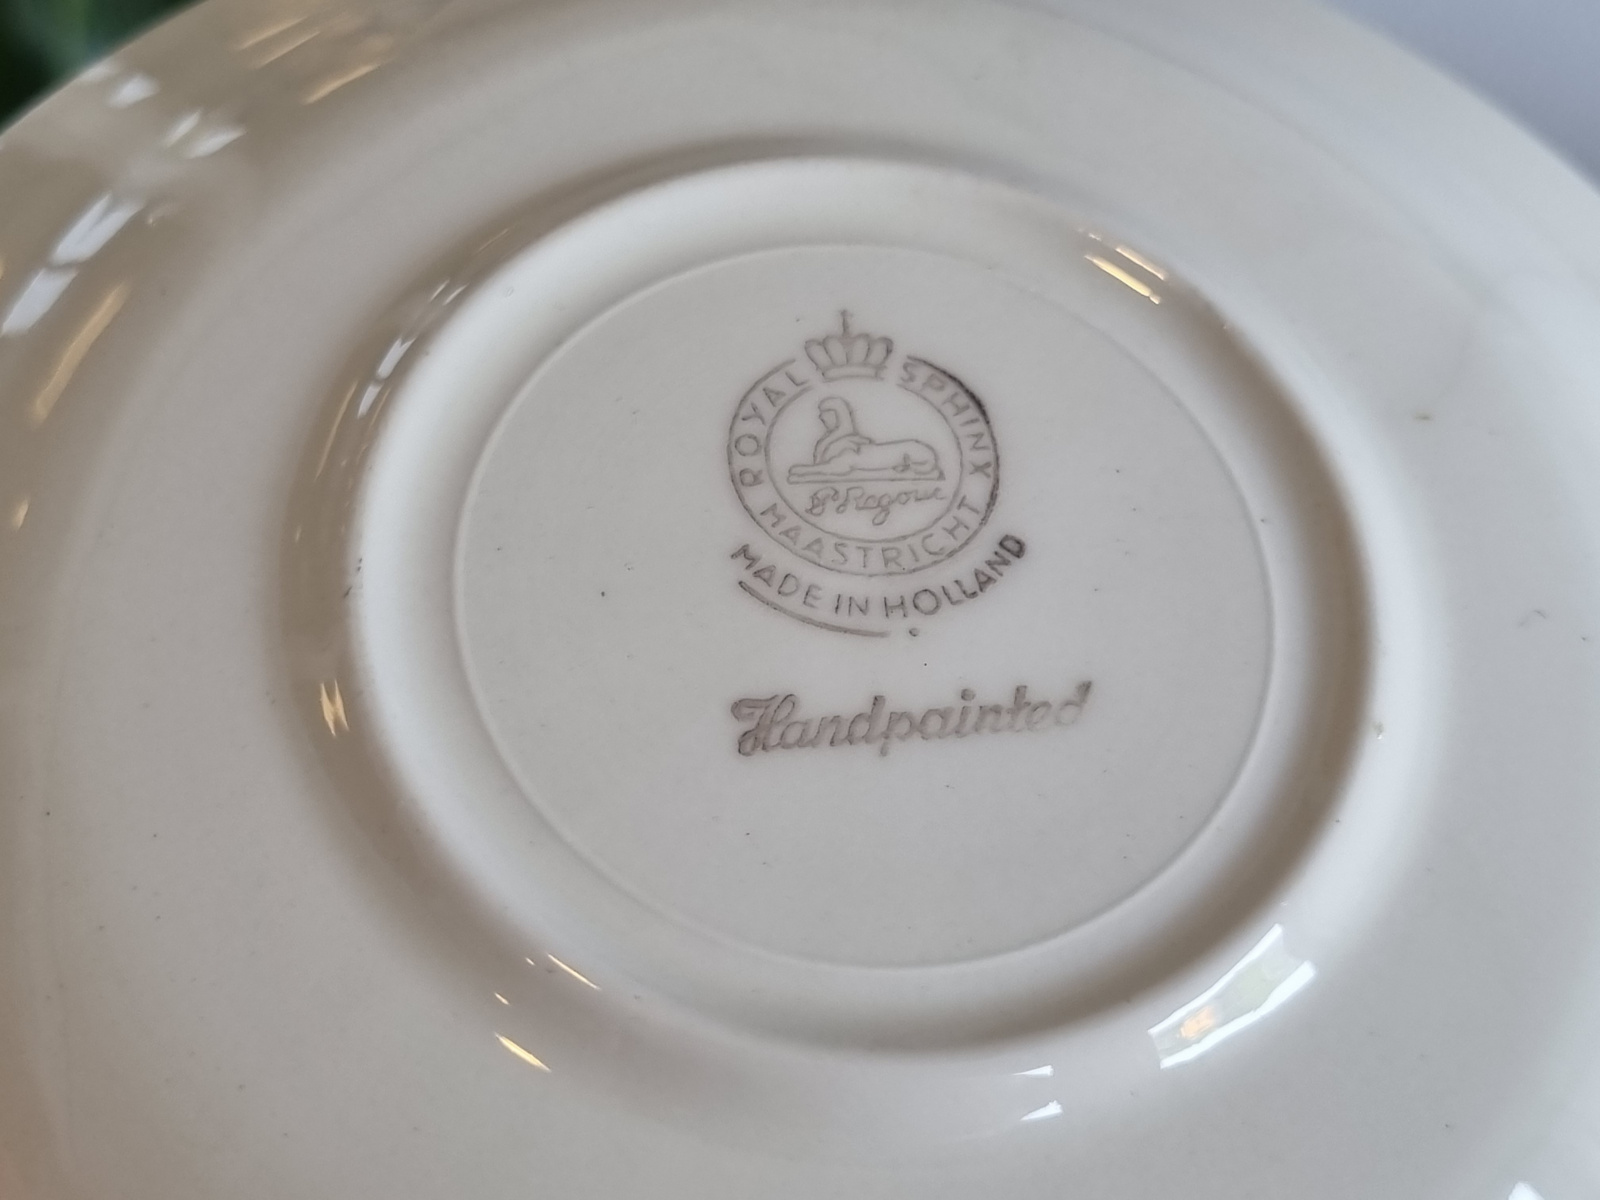 ROYAL SPHINX
MAASTRICHT
P. Regout
MADE IN HOLLAND
Handpainted